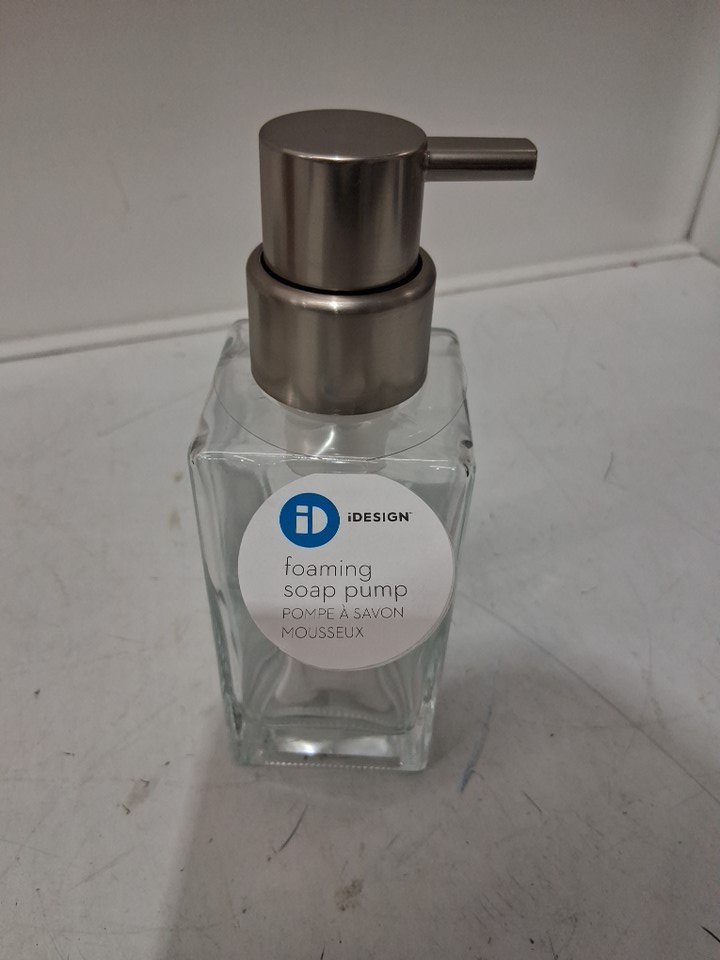 iD iDESIGN™
foaming
soap pump
POMPE À SAVON
MOUSSEUX